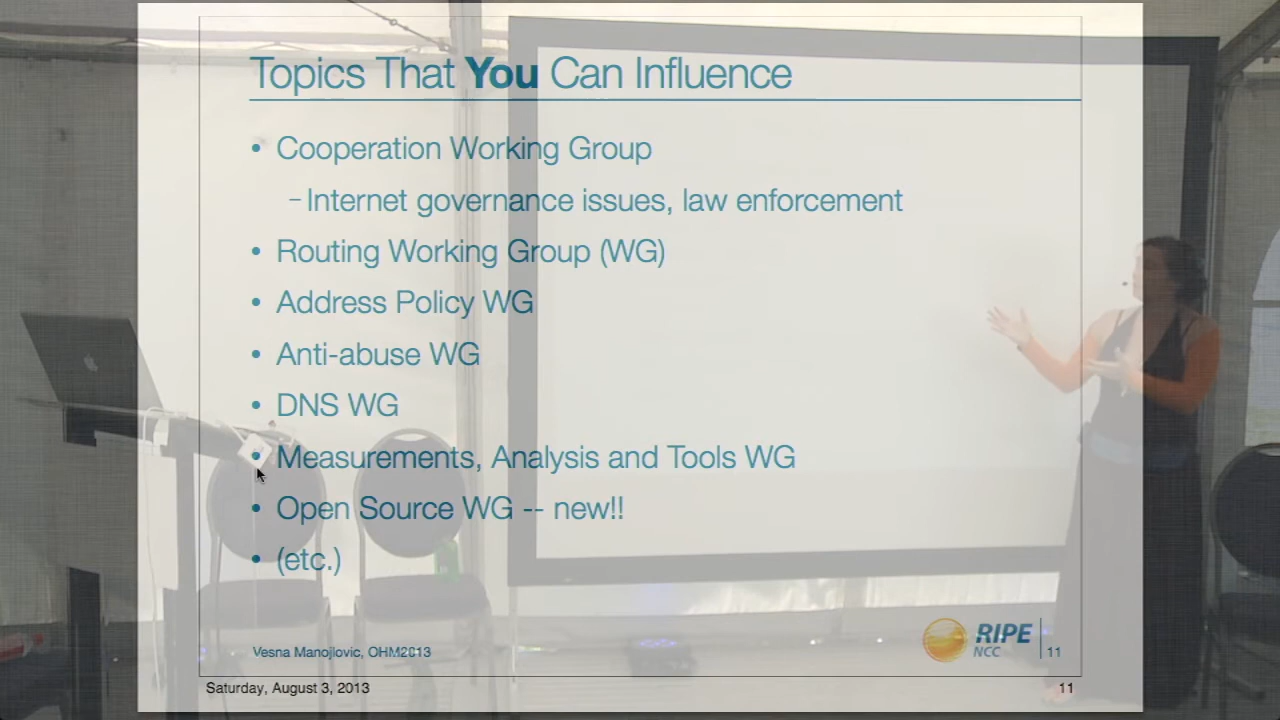 Topics That You Can Influence
• Cooperation Working Group
– Internet governance issues, law enforcement
• Routing Working Group (WG)
• Address Policy WG
• Anti-abuse WG
• DNS WG
• Measurements, Analysis and Tools WG
• Open Source WG -- new!!
• (etc.)
Vesna Manojlovic, OHM2013
RIPE
NCC
11
Saturday, August 3, 2013
11